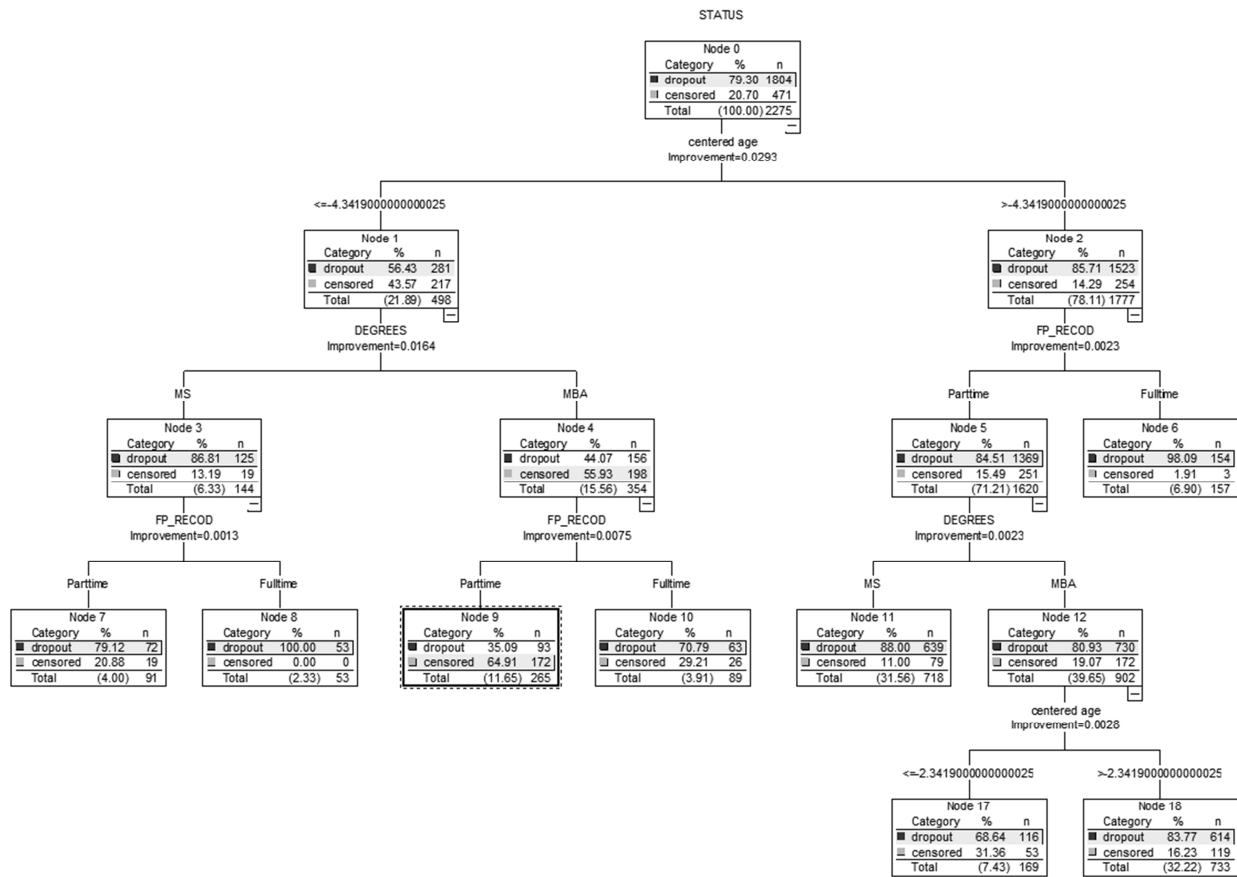 STATUS
Node 0
Category % n
dropout 79.30 1804
censored 20.70 471
Total (100.00) 2275
centered age
Improvement=0.0293
<=-4.3419000000000025
>-4.3419000000000025
Node 1
Category % n
dropout 56.43 281
censored 43.57 217
Total (21.89) 498
Node 2
Category % n
dropout 85.71 1523
censored 14.29 254
Total (78.11) 1777
DEGREES
Improvement=0.0164
FP_RECOD
Improvement=0.0023
MS
MBA
Parttime
Fulltime
Node 3
Category % n
dropout 86.81 125
censored 13.19 19
Total (6.33) 144
Node 4
Category % n
dropout 44.07 156
censored 55.93 198
Total (15.56) 354
Node 5
Category % n
dropout 84.51 1369
censored 15.49 251
Total (71.21) 1620
Node 6
Category % n
dropout 98.09 154
censored 1.91 3
Total (6.90) 157
FP_RECOD
Improvement=0.0013
FP_RECOD
Improvement=0.0075
DEGREES
Improvement=0.0023
Parttime
Fulltime
Parttime
Fulltime
MS
MBA
Node 7
Category % n
dropout 79.12 72
censored 20.88 19
Total (4.00) 91
Node 8
Category % n
dropout 100.00 53
censored 0.00 0
Total (2.33) 53
Node 9
Category % n
dropout 35.09 93
censored 64.91 172
Total (11.65) 265
Node 10
Category % n
dropout 70.79 63
censored 29.21 26
Total (3.91) 89
Node 11
Category % n
dropout 88.00 639
censored 11.00 79
Total (31.56) 718
Node 12
Category % n
dropout 80.93 730
censored 19.07 172
Total (39.65) 902
centered age
Improvement=0.0028
<=-2.3419000000000025
>-2.3419000000000025
Node 17
Category % n
dropout 68.64 116
censored 31.36 53
Total (7.43) 169
Node 18
Category % n
dropout 83.77 614
censored 16.23 119
Total (32.22) 733